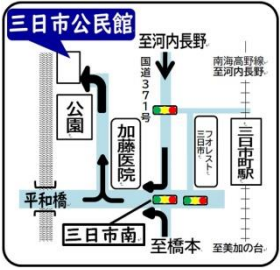 三日市公民館
至河内長野
南海高野線
至河内長野
国道371号
公園
加藤医院
フォレスト
三日市
三日市町駅
平和橋
三日市南
至橋本
至美加の台